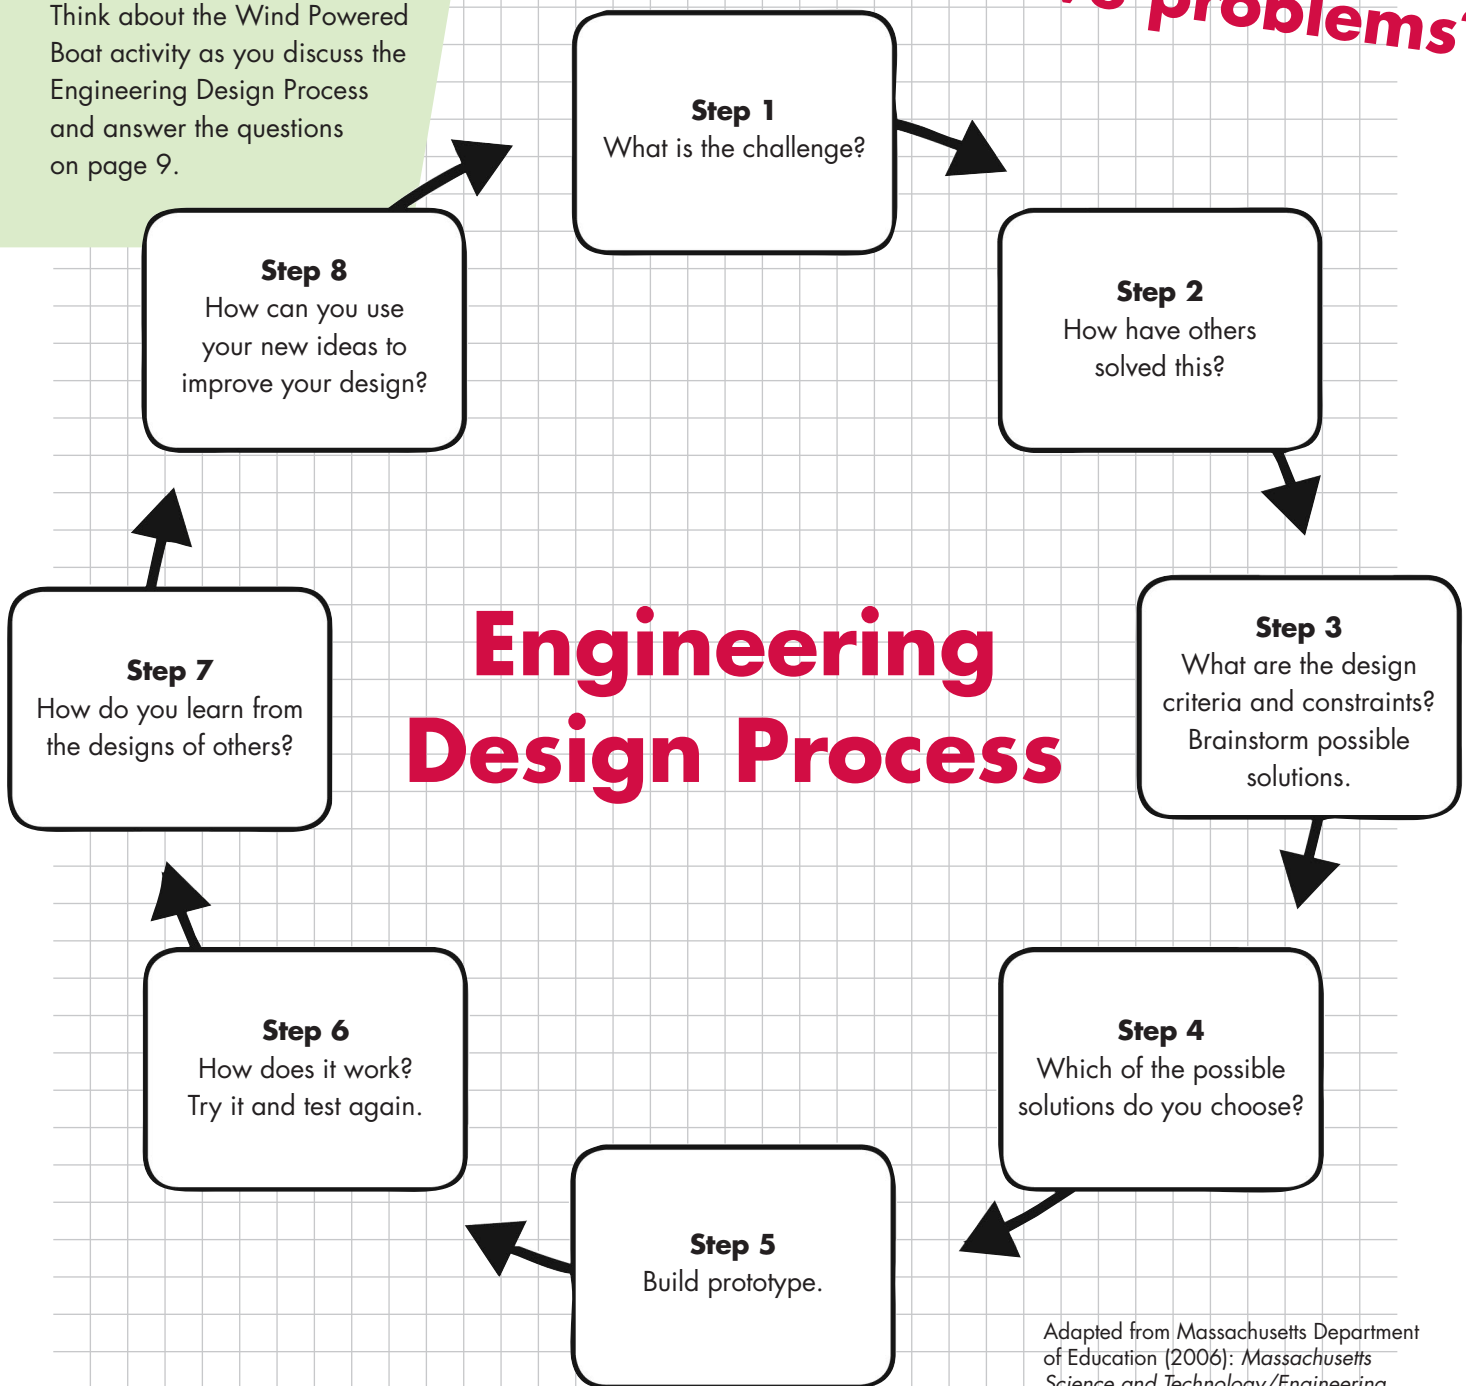 Think about the Wind Powered
Boat activity as you discuss the
Engineering Design Process
and answer the questions
on page 9.
problems?
Step 1
What is the challenge?
Step 2
How have others
solved this?
Step 3
What are the design
criteria and constraints?
Brainstorm possible
solutions.
Step 4
Which of the possible
solutions do you choose?
Step 5
Build prototype.
Step 6
How does it work?
Try it and test again.
Step 7
How do you learn from
the designs of others?
Step 8
How can you use
your new ideas to
improve your design?
Engineering
Design Process
Adapted from Massachusetts Department
of Education (2006): Massachusetts
Science and Technology/Engineering